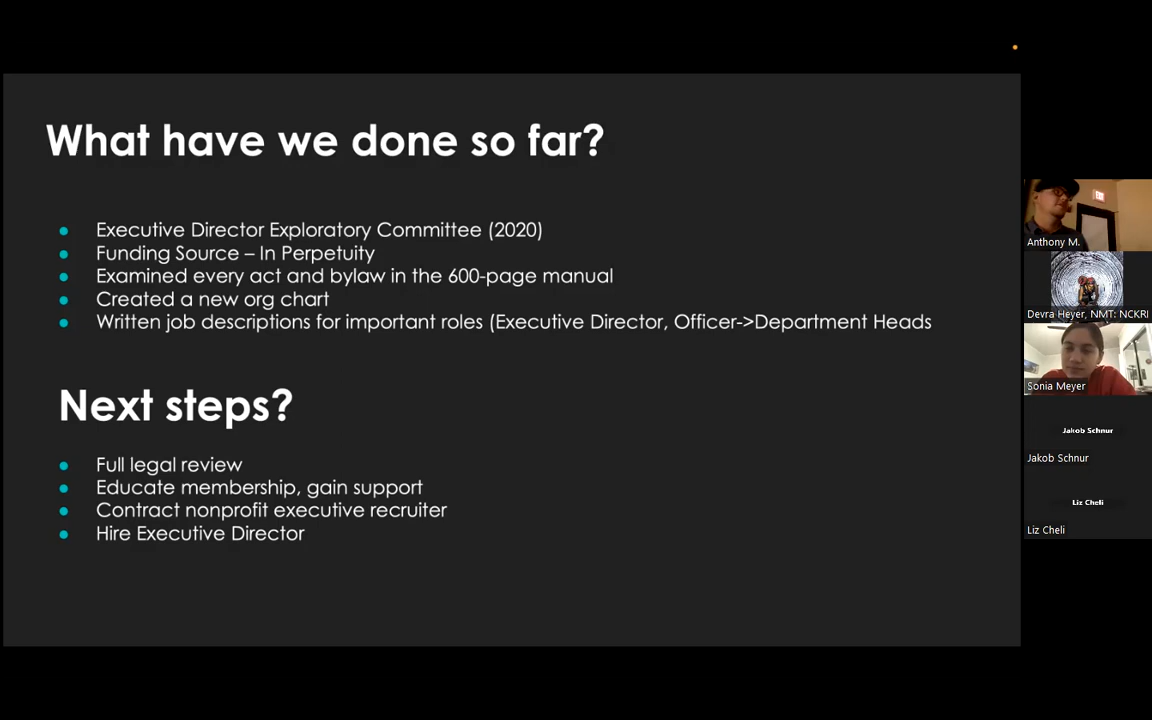 What have we done so far?
● Executive Director Exploratory Committee (2020)
● Funding Source – In Perpetuity
● Examined every act and bylaw in the 600-page manual
● Created a new org chart
● Written job descriptions for important roles (Executive Director, Officer->Department Heads
Next steps?
● Full legal review
● Educate membership, gain support
● Contract nonprofit executive recruiter
● Hire Executive Director
Anthony M.
Devra Heyer, NMT: NCKRI
Sonia Meyer
Jakob Schnur
Jakob Schnur
Liz Cheli
Liz Cheli